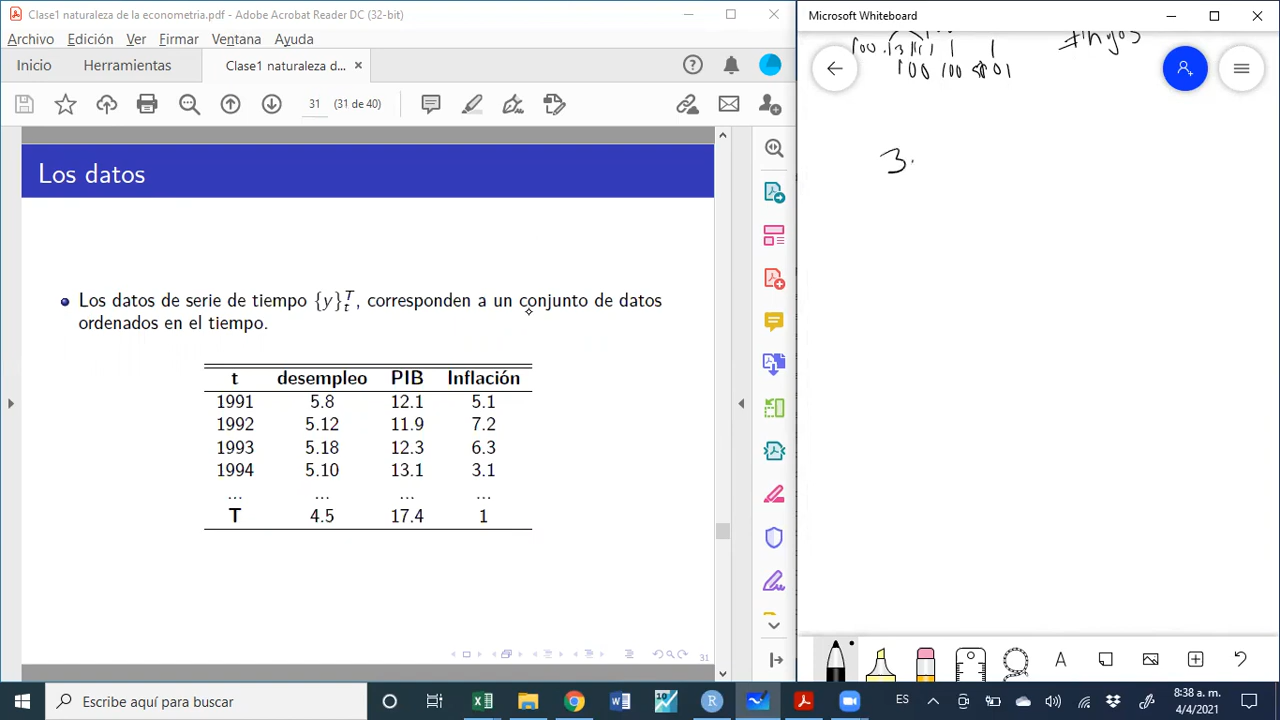 Clase1 naturaleza de la econometria.pdf - Adobe Acrobat Reader DC (32-bit)
Archivo Edición Ver Firmar Ventana Ayuda
Inicio Herramientas Clase1 naturaleza d... ×
31 (31 de 40)
Los datos
• Los datos de serie de tiempo {y}_t^T, corresponden a un conjunto de datos
ordenados en el tiempo.
t desempleo PIB Inflación
1991 5.8 12.1 5.1
1992 5.12 11.9 7.2
1993 5.18 12.3 6.3
1994 5.10 13.1 3.1
... ... ... ...
T 4.5 17.4 1
31
Microsoft Whiteboard
3.
A
Escribe aquí para buscar
ES
8:38 a. m.
4/4/2021